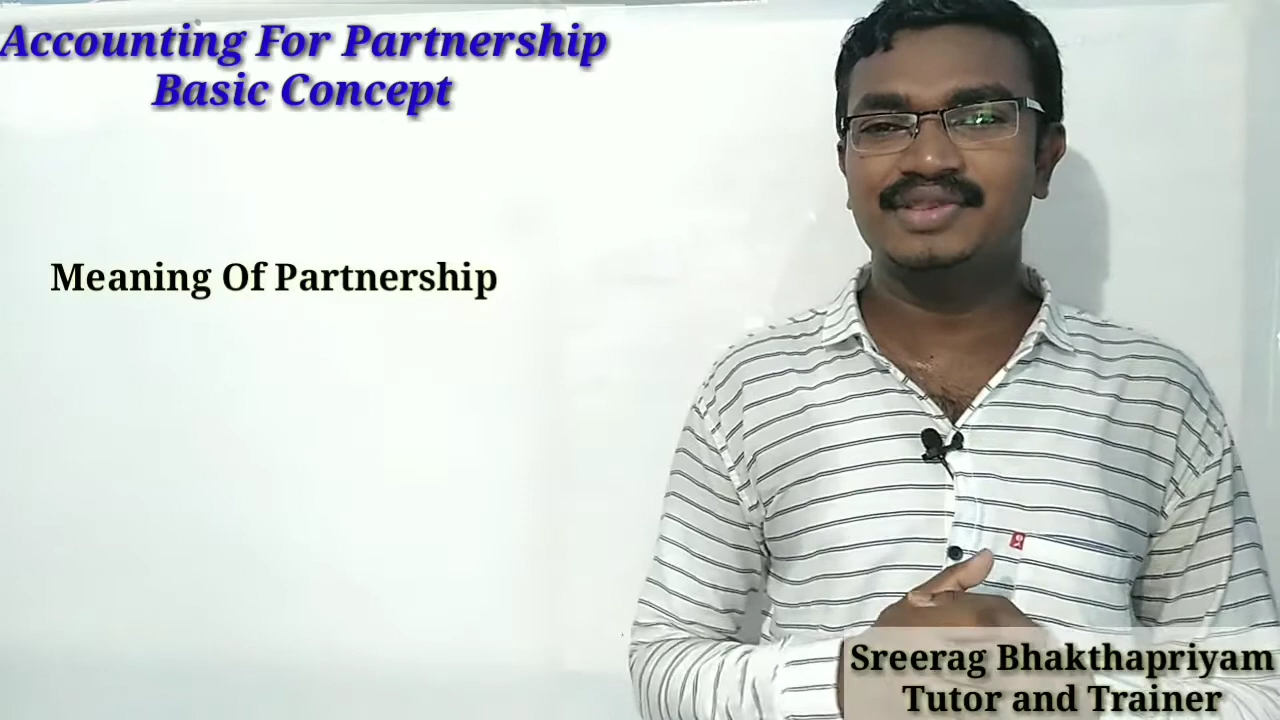 Accounting For Partnership
Basic Concept
Meaning Of Partnership
Sreerag Bhakthapriyam
Tutor and Trainer